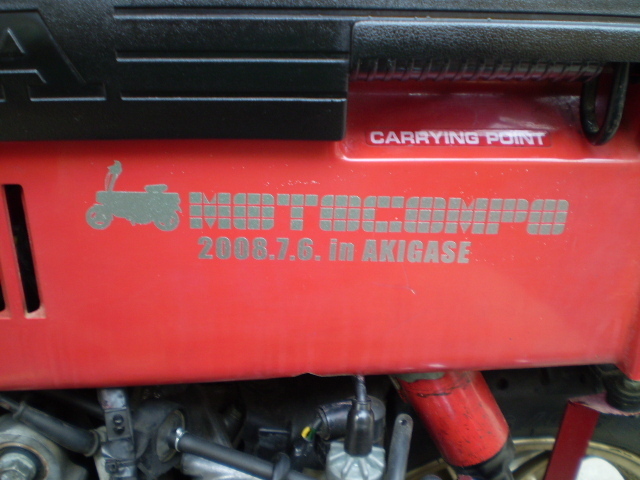 A
CARRYING POINT
MOTOCOMPO
2008.7.6. in AKIGASE